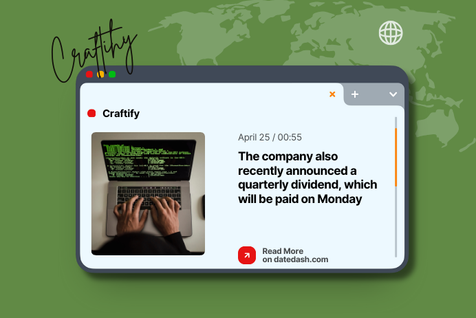 Craftihy
Craftify
April 25 / 00:55
The company also
recently announced a
quarterly dividend, which
will be paid on Monday
Read More
on datedash.com